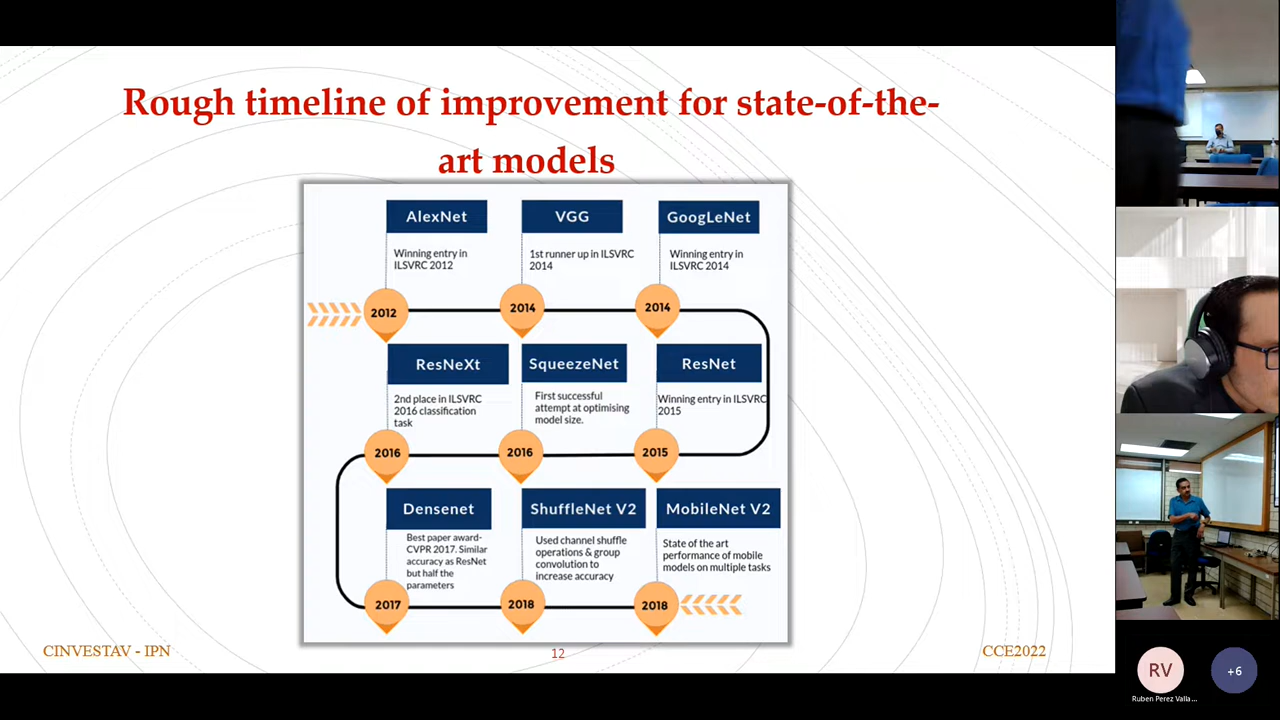 Rough timeline of improvement for state-of-the-
art models
AlexNet
VGG
GoogLeNet
Winning entry in
ILSVRC 2012
1st runner up in ILSVRC
2014
Winning entry in
ILSVRC 2014
2012
2014
2014
ResNeXt
SqueezeNet
ResNet
2nd place in ILSVRC
2016 classification
task
First successful
attempt at optimising
model size.
Winning entry in ILSVRC
2015
2016
2016
2015
Densenet
ShuffleNet V2
MobileNet V2
Best paper award-
CVPR 2017. Similar
accuracy as ResNet
but half the
parameters
Used channel shuffle
operations & group
convolution to
increase accuracy
State of the art
performance of mobile
models on multiple tasks
2017
2018
2018
CINVESTAV - IPN
12
CCE2022
RV
+6
Ruben Perez Valla...